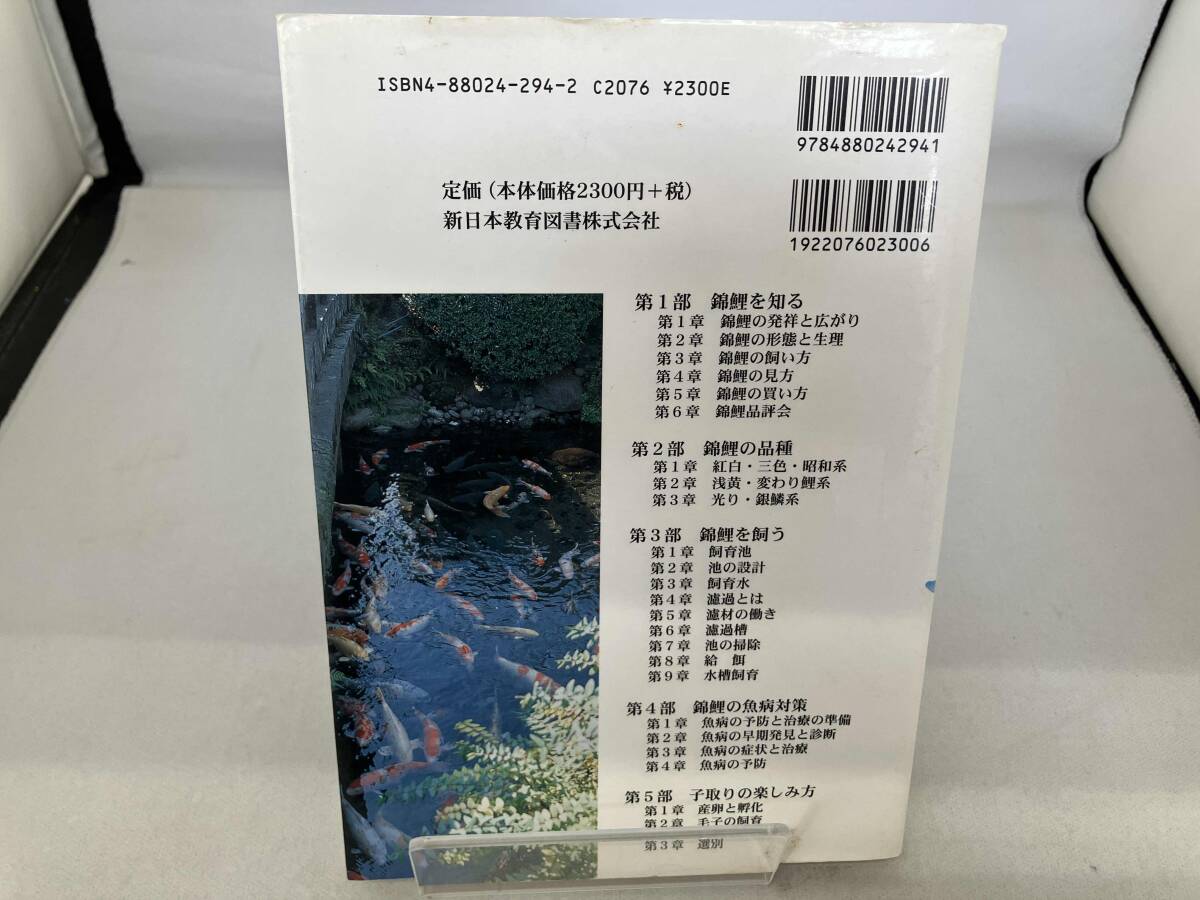 ISBN4-88024-294-2 C2076 ¥2300E
9784880242941
定価（本体価格2300円＋税）
新日本教育図書株式会社
1922076023006
第1部 錦鯉を知る
第1章 錦鯉の発祥と広がり
第2章 錦鯉の形態と生理
第3章 錦鯉の飼い方
第4章 錦鯉の見方
第5章 錦鯉の買い方
第6章 錦鯉品評会
第2部 錦鯉の品種
第1章 紅白・三色・昭和系
第2章 浅黄・変わり鯉系
第3章 光り・銀鱗系
第3部 錦鯉を飼う
第1章 飼育池
第2章 池の設計
第3章 飼育水
第4章 濾過とは
第5章 濾材の働き
第6章 濾過槽
第7章 池の掃除
第8章 給 餌
第9章 水槽飼育
第4部 錦鯉の魚病対策
第1章 魚病の予防と治療の準備
第2章 魚病の早期発見と診断
第3章 魚病の症状と治療
第4章 魚病の予防
第5部 子取りの楽しみ方
第1章 産卵と孵化
第2章 毛子の飼育
第3章 選別